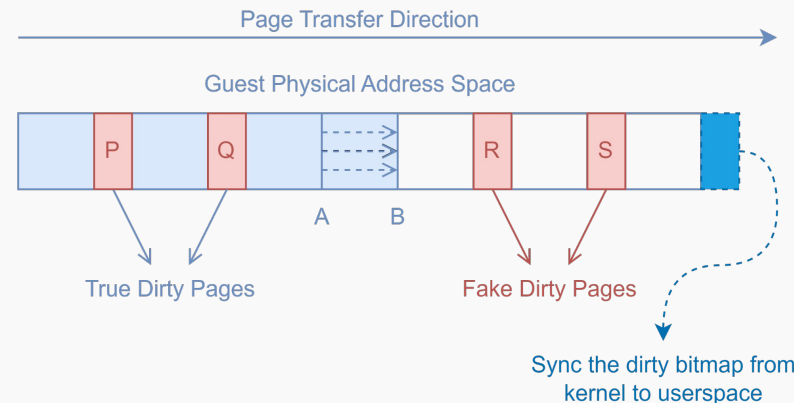 Page Transfer Direction
Guest Physical Address Space
P
Q
R
S
A
B
True Dirty Pages
Fake Dirty Pages
Sync the dirty bitmap from
kernel to userspace